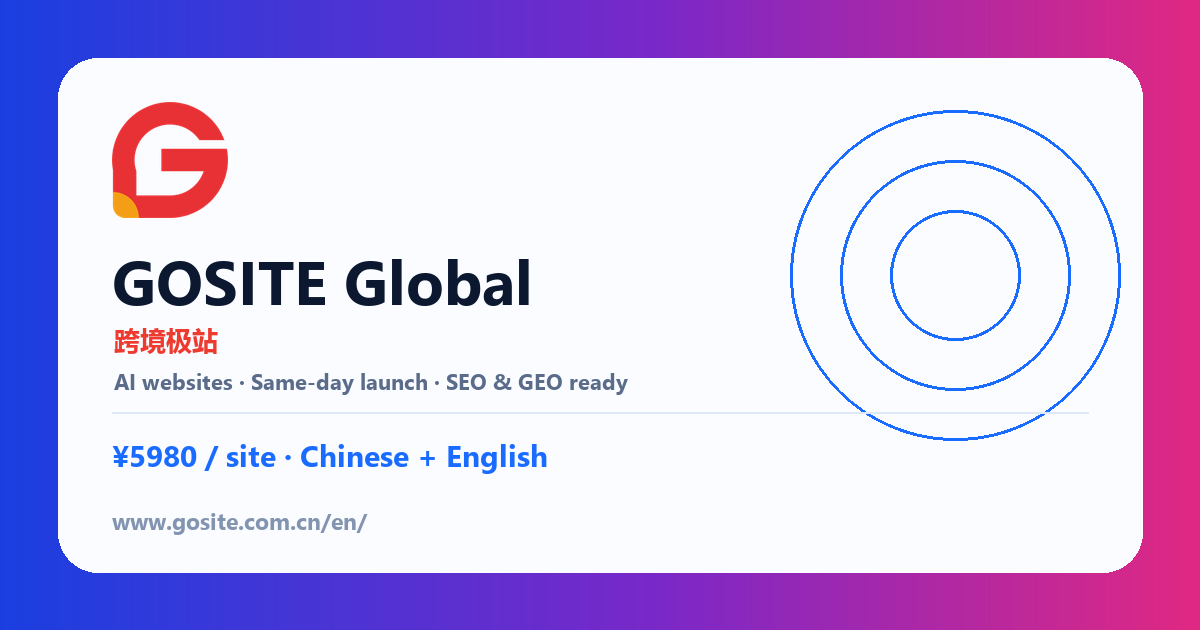 GOSITE Global
跨境极站
AI websites · Same-day launch · SEO & GEO ready
¥5980 / site · Chinese + English
www.gosite.com.cn/en/